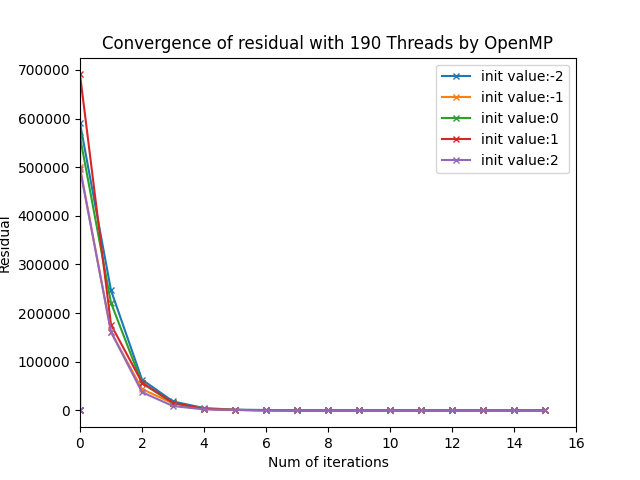 Convergence of residual with 190 Threads by OpenMP
700000
600000
500000
400000
300000
200000
100000
0
Residual
init value:-2
init value:-1
init value:0
init value:1
init value:2
0 2 4 6 8 10 12 14 16
Num of iterations